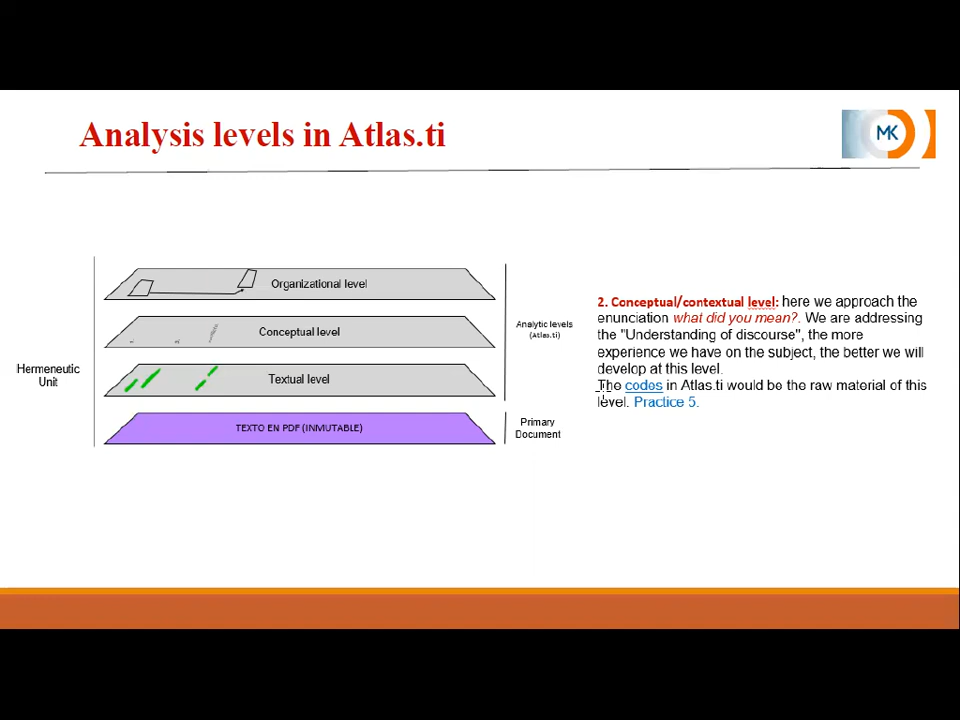 Analysis levels in Atlas.ti
MK
Organizational level
Conceptual level
Textual level
TEXTO EN PDF (INMUTABLE)
Hermeneutic
Unit
Analytic levels
(Atlas.ti)
Primary
Document
2. Conceptual/contextual level: here we approach the
enunciation what did you mean?. We are addressing
the "Understanding of discourse", the more
experience we have on the subject, the better we will
develop at this level.
The codes in Atlas.ti would be the raw material of this
level. Practice 5.